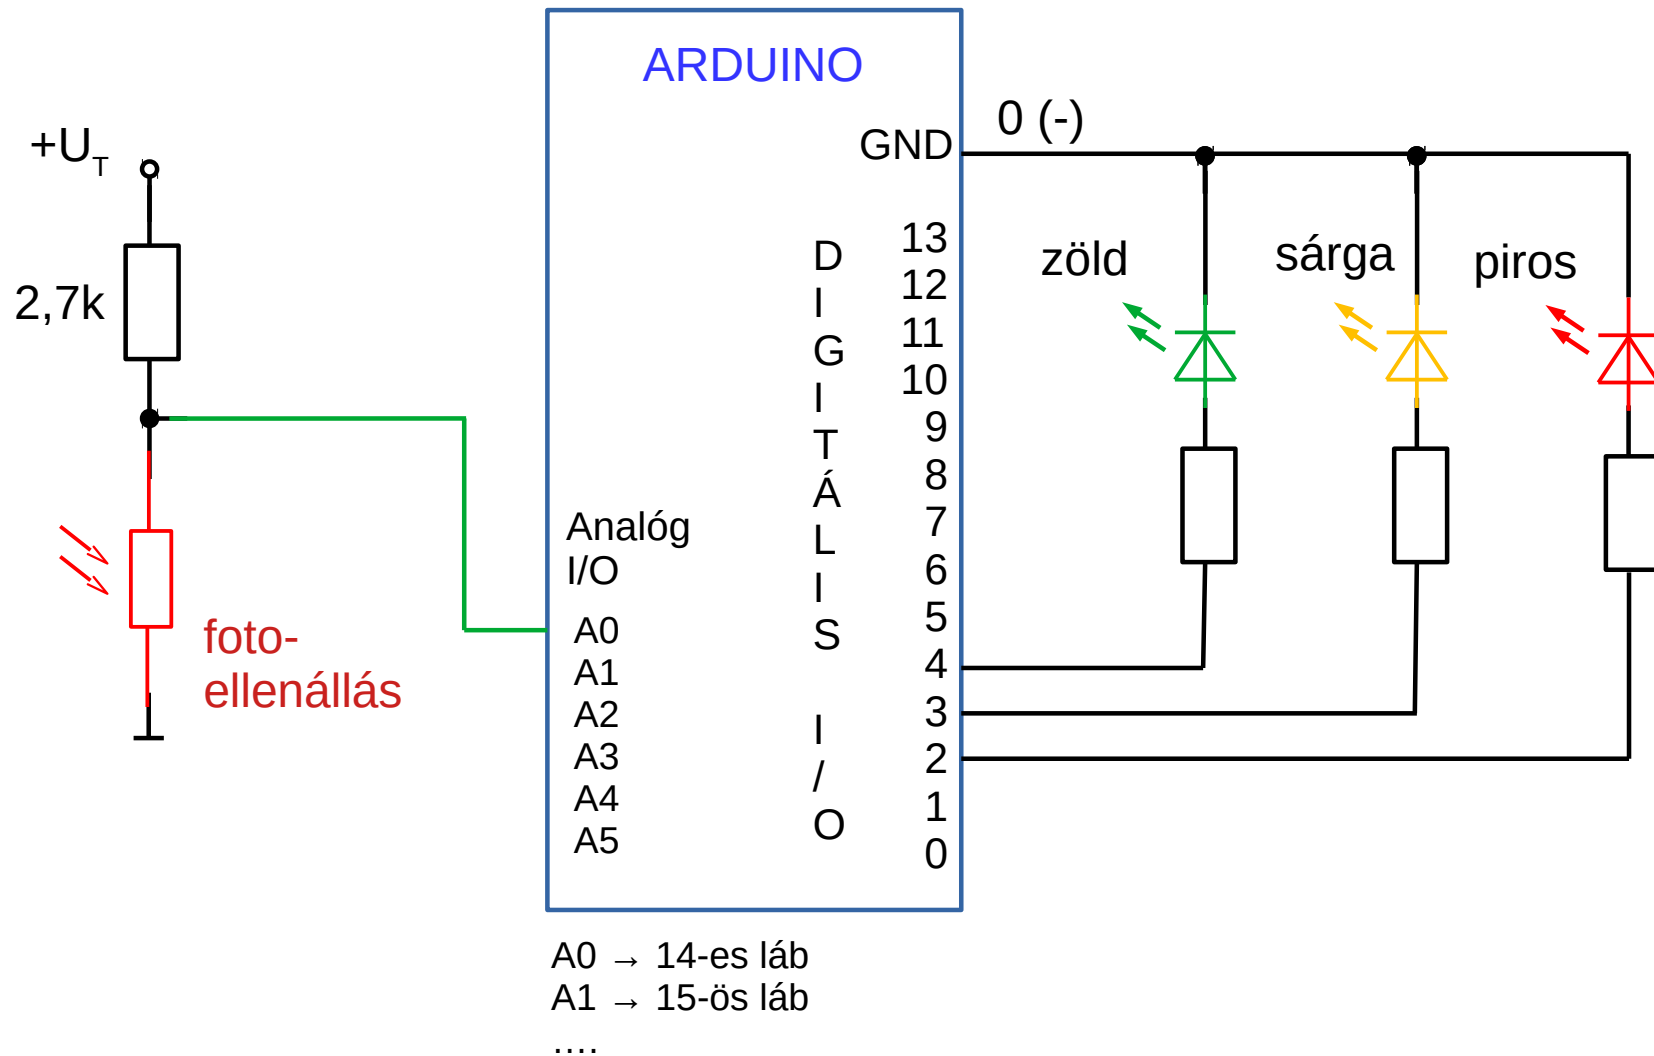 ARDUINO
+U_T
2,7k
foto-
ellenállás
Analóg
I/O
A0
A1
A2
A3
A4
A5
D
I
G
I
T
Á
L
I
S
I
/
O
GND
13
12
11
10
9
8
7
6
5
4
3
2
1
0
0 (-)
zöld
sárga
piros
A0 → 14-es láb
A1 → 15-ös láb
....